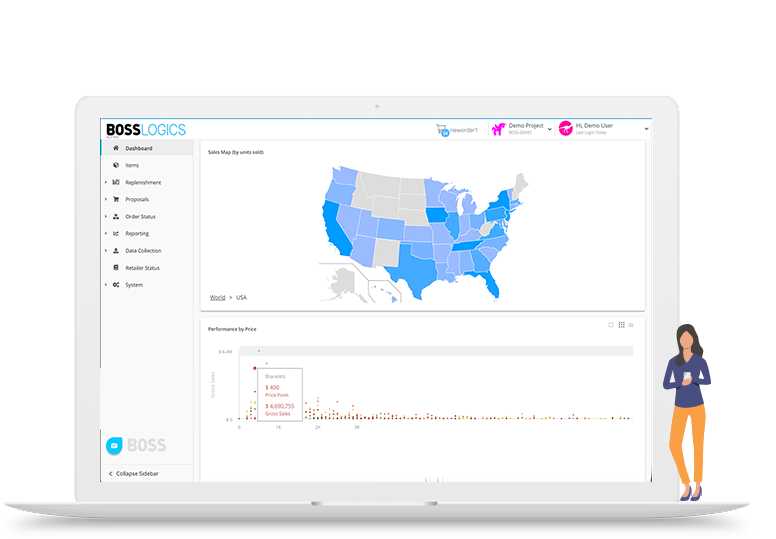 BOSSLOGICS
neworder1
Demo Project
BOSS-DEMO
Hi, Demo User
Last Login Today
Dashboard
Items
Replenishment
Proposals
Order Status
Reporting
Data Collection
Retailer Status
System
BOSS
< Collapse Sidebar
Sales Map (by units sold)
World > USA
Performance by Price
Gross Sales
$ 0
Bracelets
$ 400
Price Point
$ 4,690,755
Gross Sales
0
1K
2K
3K